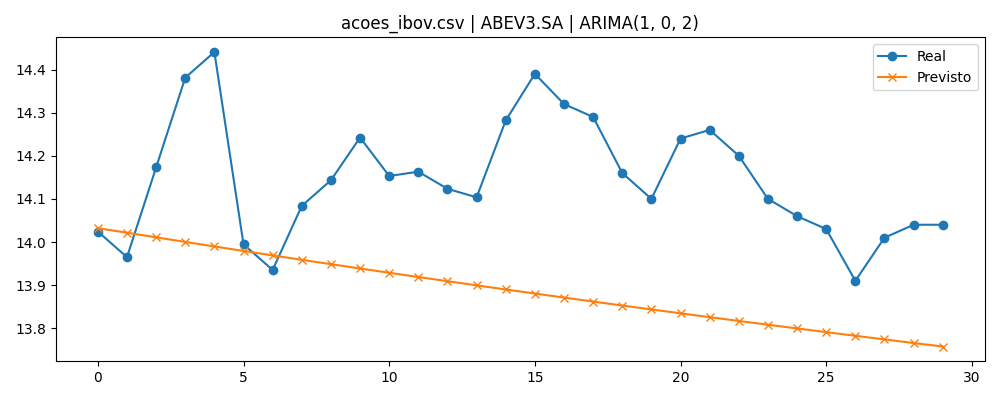 acoes_ibov.csv | ABEV3.SA | ARIMA(1, 0, 2)
Real
Previsto
14.4
14.3
14.2
14.1
14.0
13.9
13.8
0 5 10 15 20 25 30